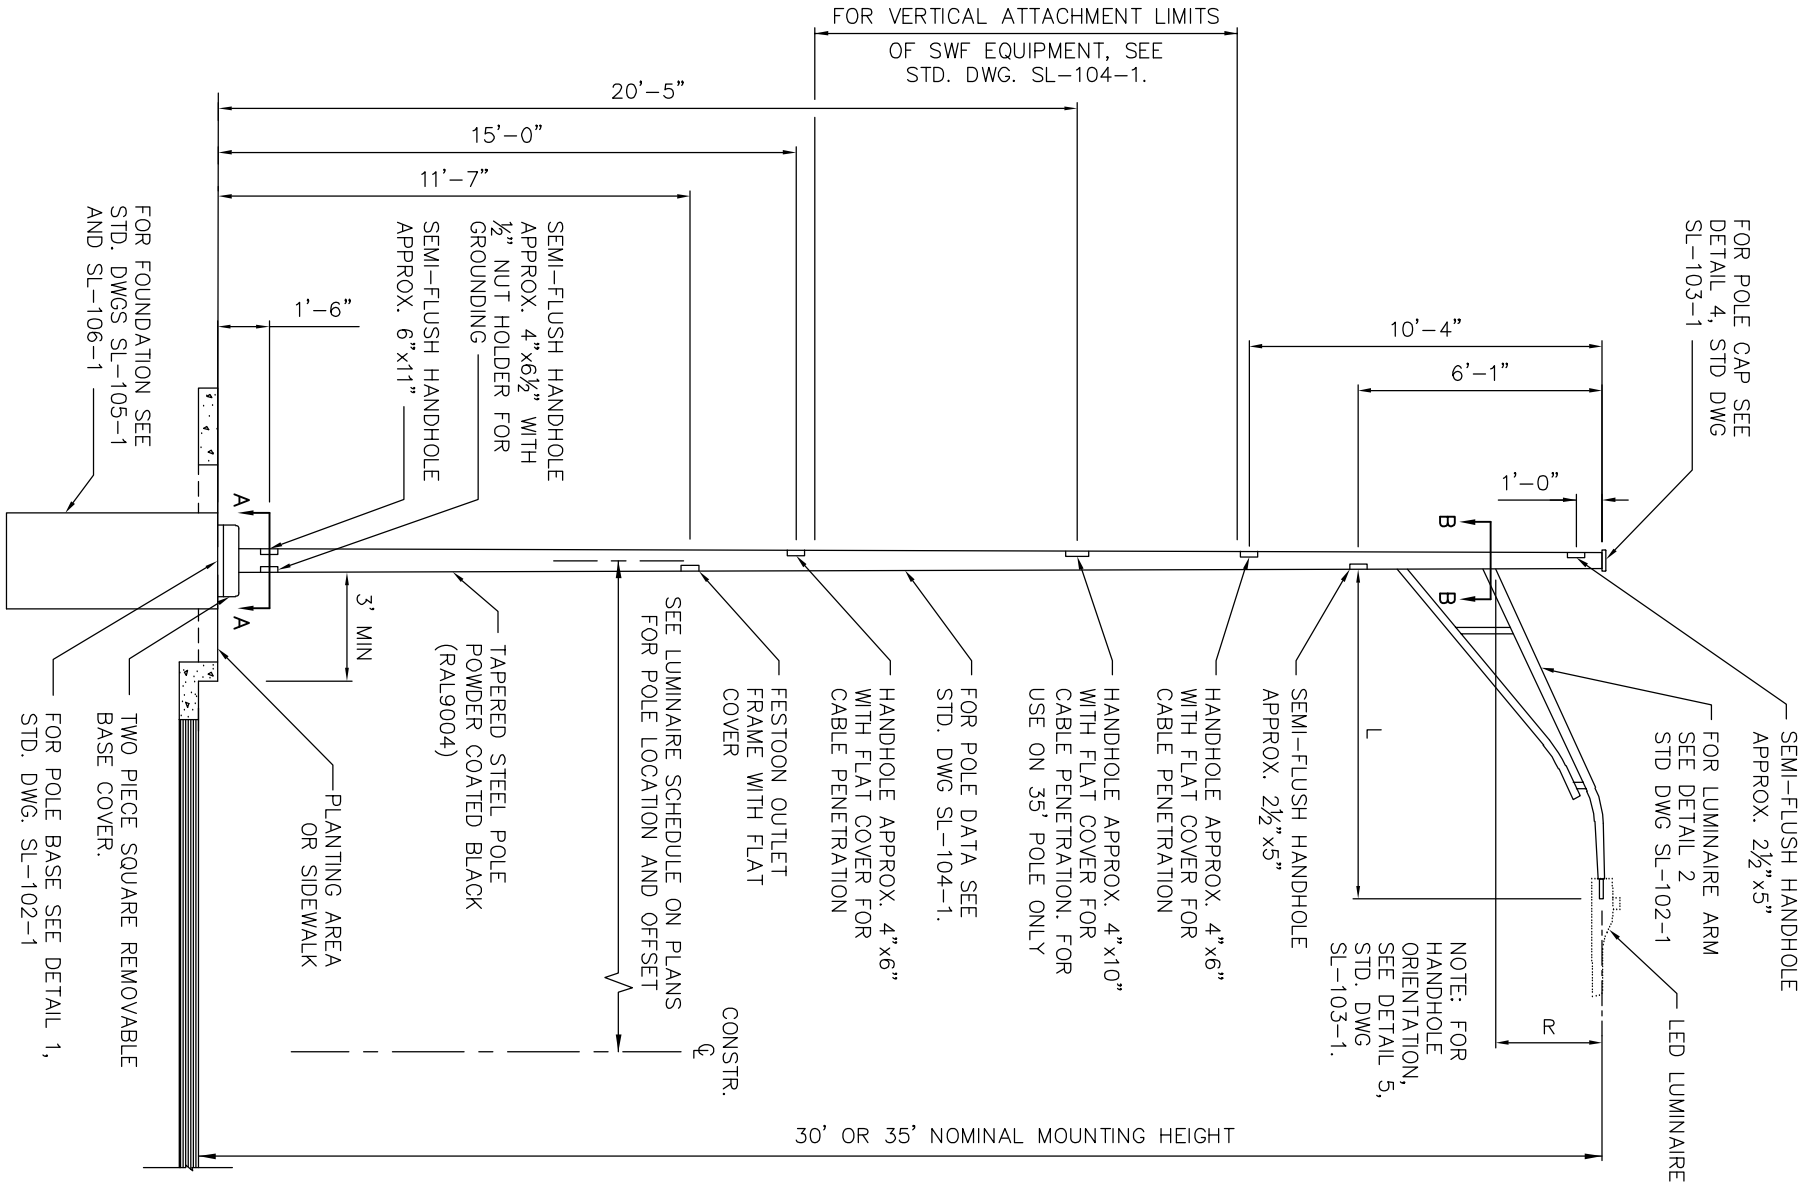 FOR VERTICAL ATTACHMENT LIMITS
OF SWF EQUIPMENT, SEE
STD. DWG. SL-104-1.
20'-5"
15'-0"
11'-7"
1'-6"
10'-4"
6'-1"
1'-0"
FOR POLE CAP SEE
DETAIL 4, STD DWG
SL-103-1
SEMI-FLUSH HANDHOLE
APPROX. 4"x6½" WITH
½" NUT HOLDER FOR
GROUNDING
SEMI-FLUSH HANDHOLE
APPROX. 6"x11"
FOR FOUNDATION SEE
STD. DWGS SL-105-1
AND SL-106-1
A
A
B
B
3' MIN
L
R
SEMI-FLUSH HANDHOLE
APPROX. 2½"x5"
FOR LUMINAIRE ARM
SEE DETAIL 2
STD DWG SL-102-1
LED LUMINAIRE
NOTE: FOR
HANDHOLE
ORIENTATION,
SEE DETAIL 5,
STD. DWG
SL-103-1.
SEMI-FLUSH HANDHOLE
APPROX. 2½"x5"
HANDHOLE APPROX. 4"x6"
WITH FLAT COVER FOR
CABLE PENETRATION
HANDHOLE APPROX. 4"x10"
WITH FLAT COVER FOR
CABLE PENETRATION. FOR
USE ON 35' POLE ONLY
FOR POLE DATA SEE
STD. DWG SL-104-1.
HANDHOLE APPROX. 4"x6"
WITH FLAT COVER FOR
CABLE PENETRATION
FESTOON OUTLET
FRAME WITH FLAT
COVER
CONSTR.
℄
SEE LUMINAIRE SCHEDULE ON PLANS
FOR POLE LOCATION AND OFFSET
TAPERED STEEL POLE
POWDER COATED BLACK
(RAL9004)
PLANTING AREA
OR SIDEWALK
TWO PIECE SQUARE REMOVABLE
BASE COVER.
FOR POLE BASE SEE DETAIL 1,
STD. DWG. SL-102-1
30' OR 35' NOMINAL MOUNTING HEIGHT